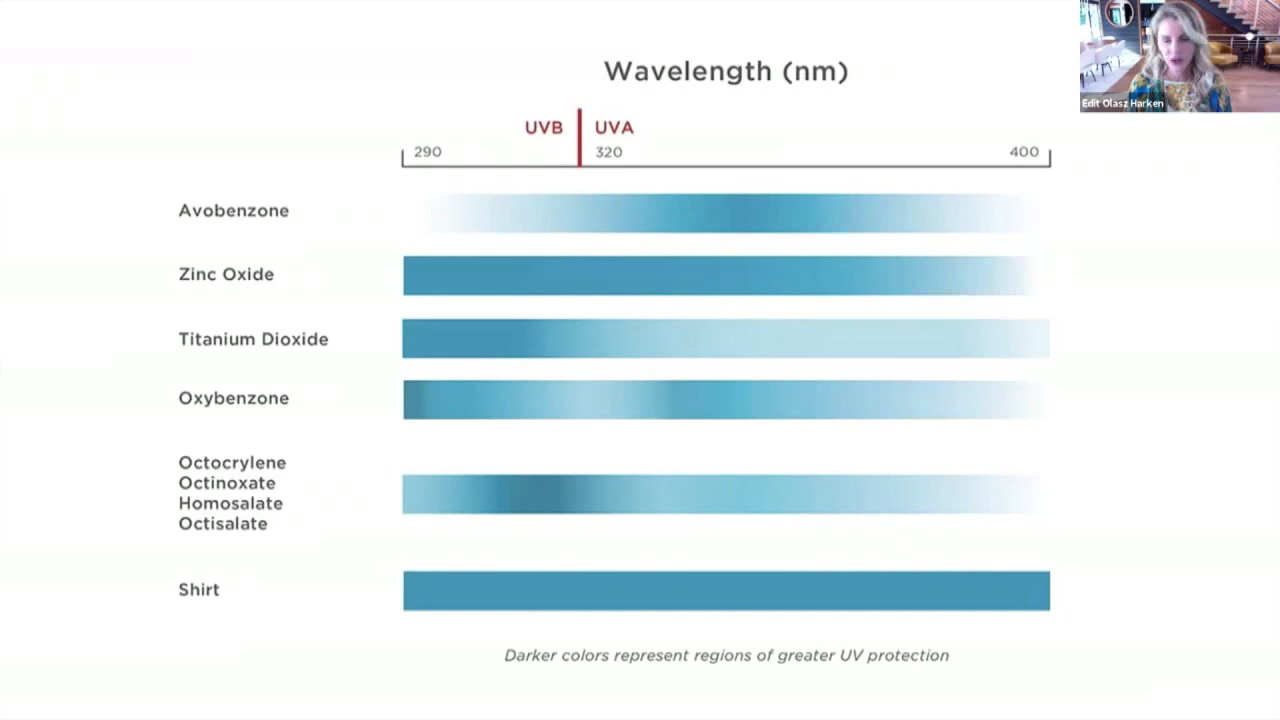 Wavelength (nm)
Edit Olasz Harken
UVB UVA
290 320 400
Avobenzone
Zinc Oxide
Titanium Dioxide
Oxybenzone
Octocrylene
Octinoxate
Homosalate
Octisalate
Shirt
Darker colors represent regions of greater UV protection